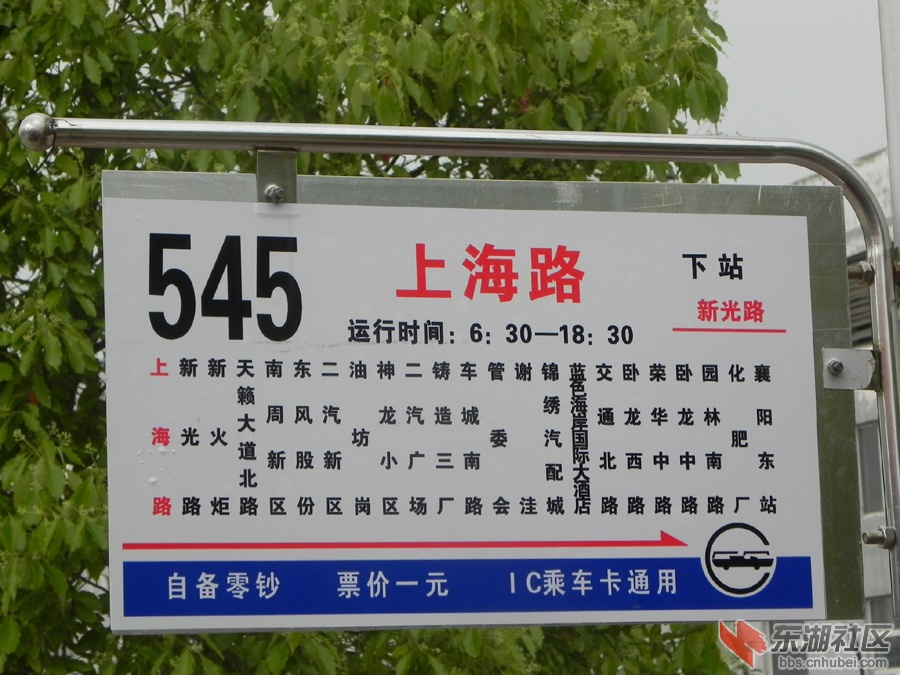 545
上海路
下站
新光路
运行时间：6：30—18：30
上海路
新光路
新火炬
天籁大道北路
南周新区
东风股份
二汽新区
油坊岗
神龙小区
二汽广场
铸造三厂
车城南路
管委会
谢洼
锦绣汽配城
蓝色海岸国际大酒店
交通北路
卧龙西路
荣华中路
卧龙中路
园林南路
化肥厂
襄阳东站
自备零钞 票价一元 IC乘车卡通用
东湖社区
bbs.cnhubei.com